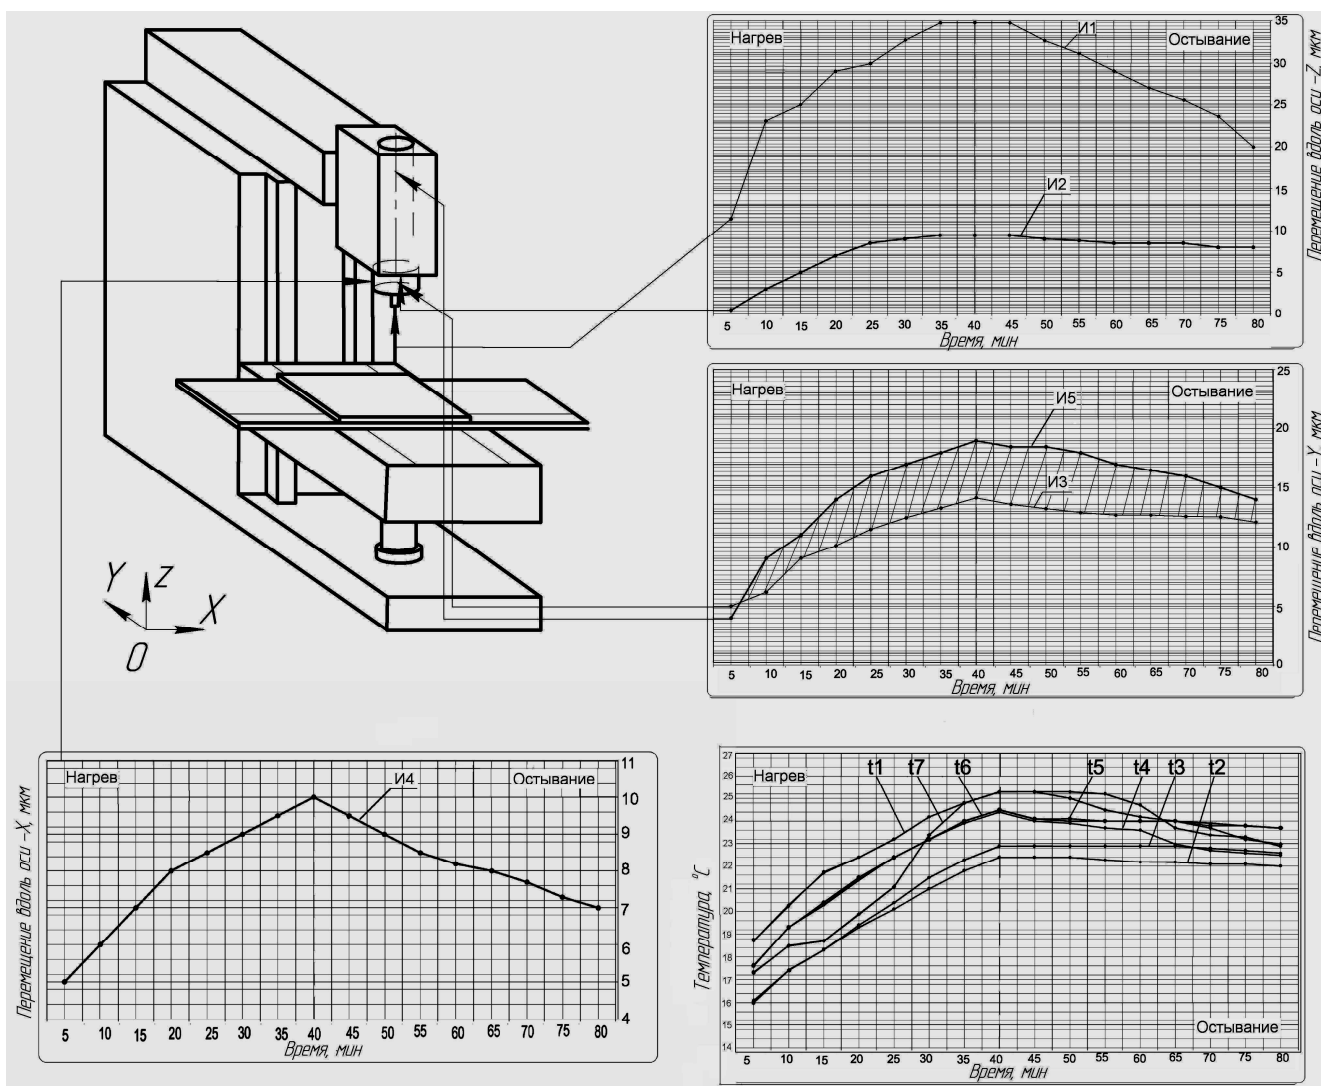 Нагрев
Остывание
И1
И2
35
30
25
20
15
10
5
0
5 10 15 20 25 30 35 40 45 50 55 60 65 70 75 80
Время, мин
Перемещение вдоль оси -Z, мкм
Нагрев
Остывание
И5
И3
25
20
15
10
5
0
5 10 15 20 25 30 35 40 45 50 55 60 65 70 75 80
Время, мин
Перемещение вдоль оси -Y, мкм
Y Z X O
Нагрев
Остывание
И4
11
10
9
8
7
6
5
4
5 10 15 20 25 30 35 40 45 50 55 60 65 70 75 80
Время, мин
Перемещение вдоль оси -X, мкм
Нагрев
t1 t7 t6 t5 t4 t3 t2
27
26
25
24
23
22
21
20
19
18
17
16
15
14
Остывание
5 10 15 20 25 30 35 40 45 50 55 60 65 70 75 80
Время, мин
Температура, °C